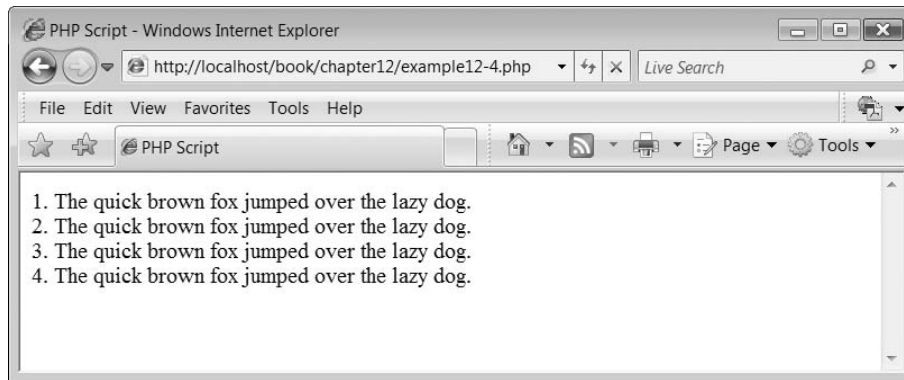 PHP Script - Windows Internet Explorer
http://localhost/book/chapter12/example12-4.php
Live Search
File Edit View Favorites Tools Help
PHP Script
Page Tools
1. The quick brown fox jumped over the lazy dog.
2. The quick brown fox jumped over the lazy dog.
3. The quick brown fox jumped over the lazy dog.
4. The quick brown fox jumped over the lazy dog.